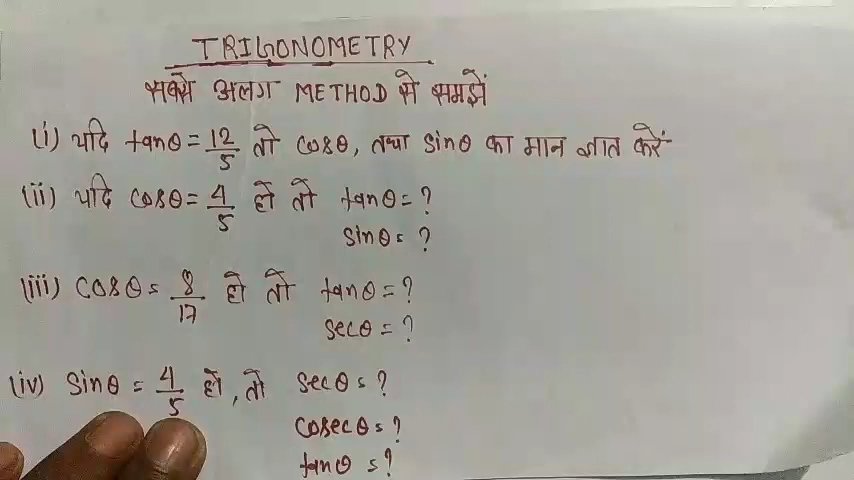 TRIGONOMETRY
सबसे अलग METHOD से समझें
(i) यदि tanθ = 12/5 तो cosθ, तथा sinθ का मान ज्ञात करें
(ii) यदि cosθ = 4/5 हो तो tanθ = ?
sinθ = ?
(iii) cosθ = 8/17 हो तो tanθ = ?
secθ = ?
(iv) sinθ = 4/5 हो, तो secθ = ?
cosecθ = ?
tanθ = ?